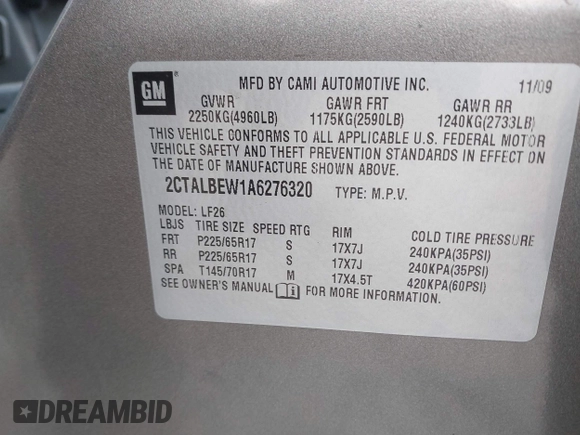 GM
MFD BY CAMI AUTOMOTIVE INC. 11/09
GVWR GAWR FRT GAWR RR
2250KG(4960LB) 1175KG(2590LB) 1240KG(2733LB)
THIS VEHICLE CONFORMS TO ALL APPLICABLE U.S. FEDERAL MOTOR
VEHICLE SAFETY AND THEFT PREVENTION STANDARDS IN EFFECT ON
THE DATE OF MANUFACTURE SHOWN ABOVE.
2CTALBEW1A6276320 TYPE: M.P.V.
MODEL: LF26
LBJS TIRE SIZE SPEED RTG RIM COLD TIRE PRESSURE
FRT P225/65R17 S 17X7J 240KPA(35PSI)
RR P225/65R17 S 17X7J 240KPA(35PSI)
SPA T145/70R17 M 17X4.5T 420KPA(60PSI)
SEE OWNER'S MANUAL FOR MORE INFORMATION.
DREAMBID